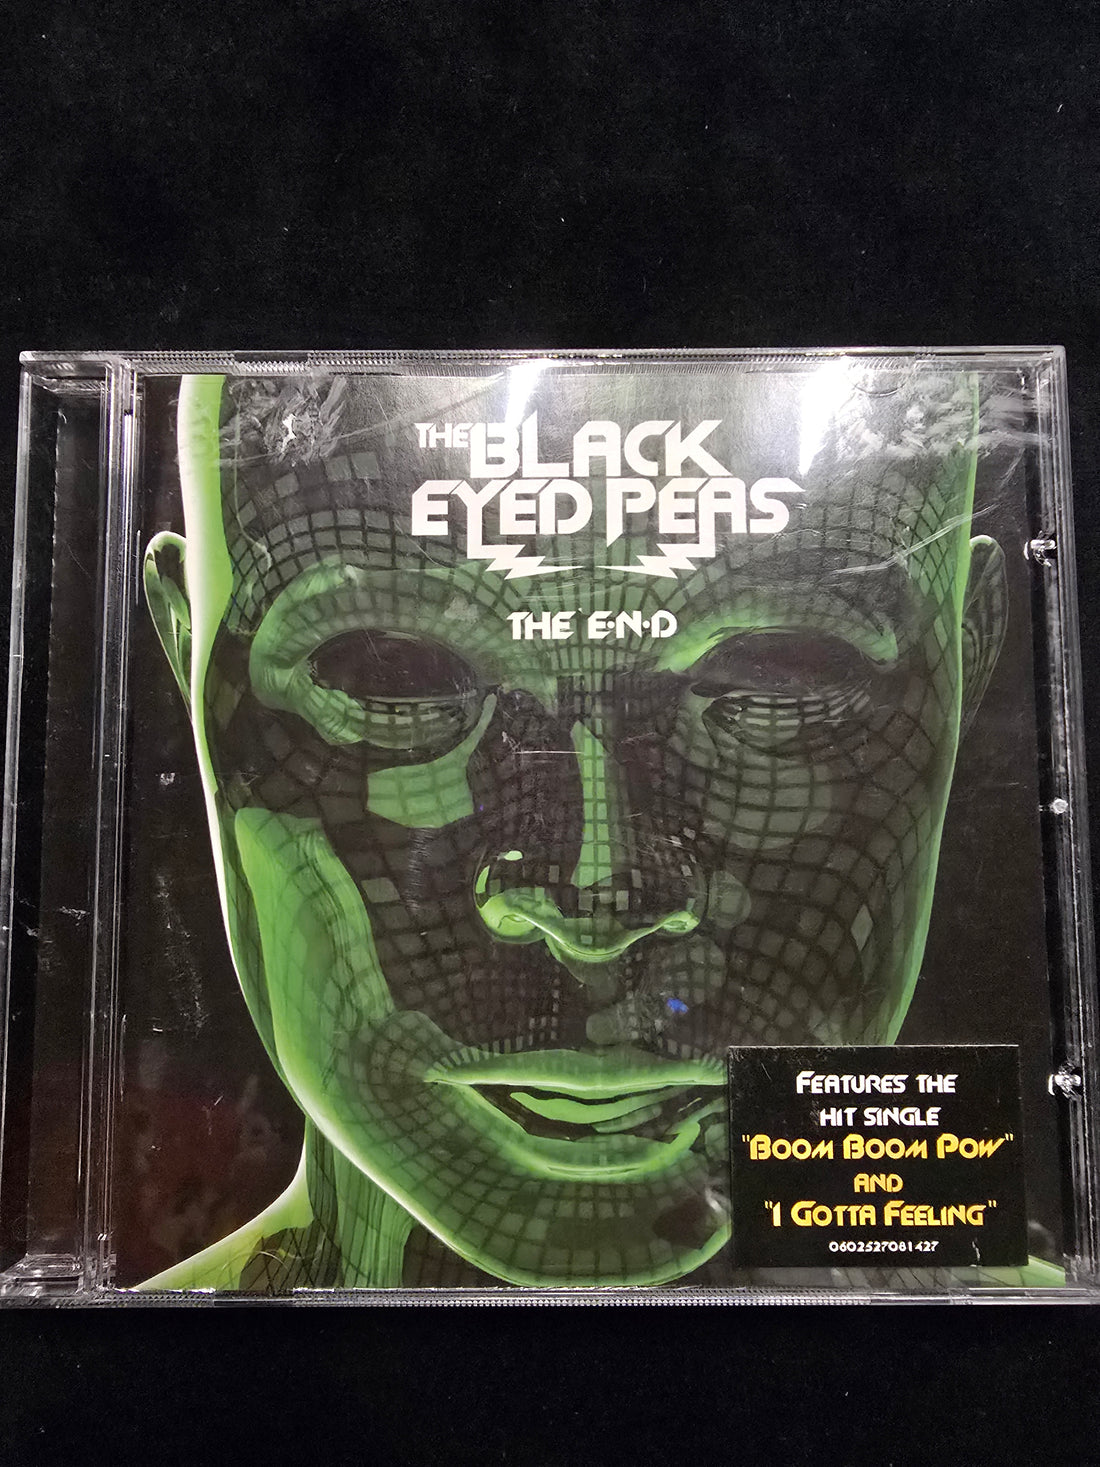 THE BLACK
EYED PEAS
THE E·N·D
FEATURES THE
HIT SINGLE
"BOOM BOOM POW"
AND
"I GOTTA FEELING"
0602527081427